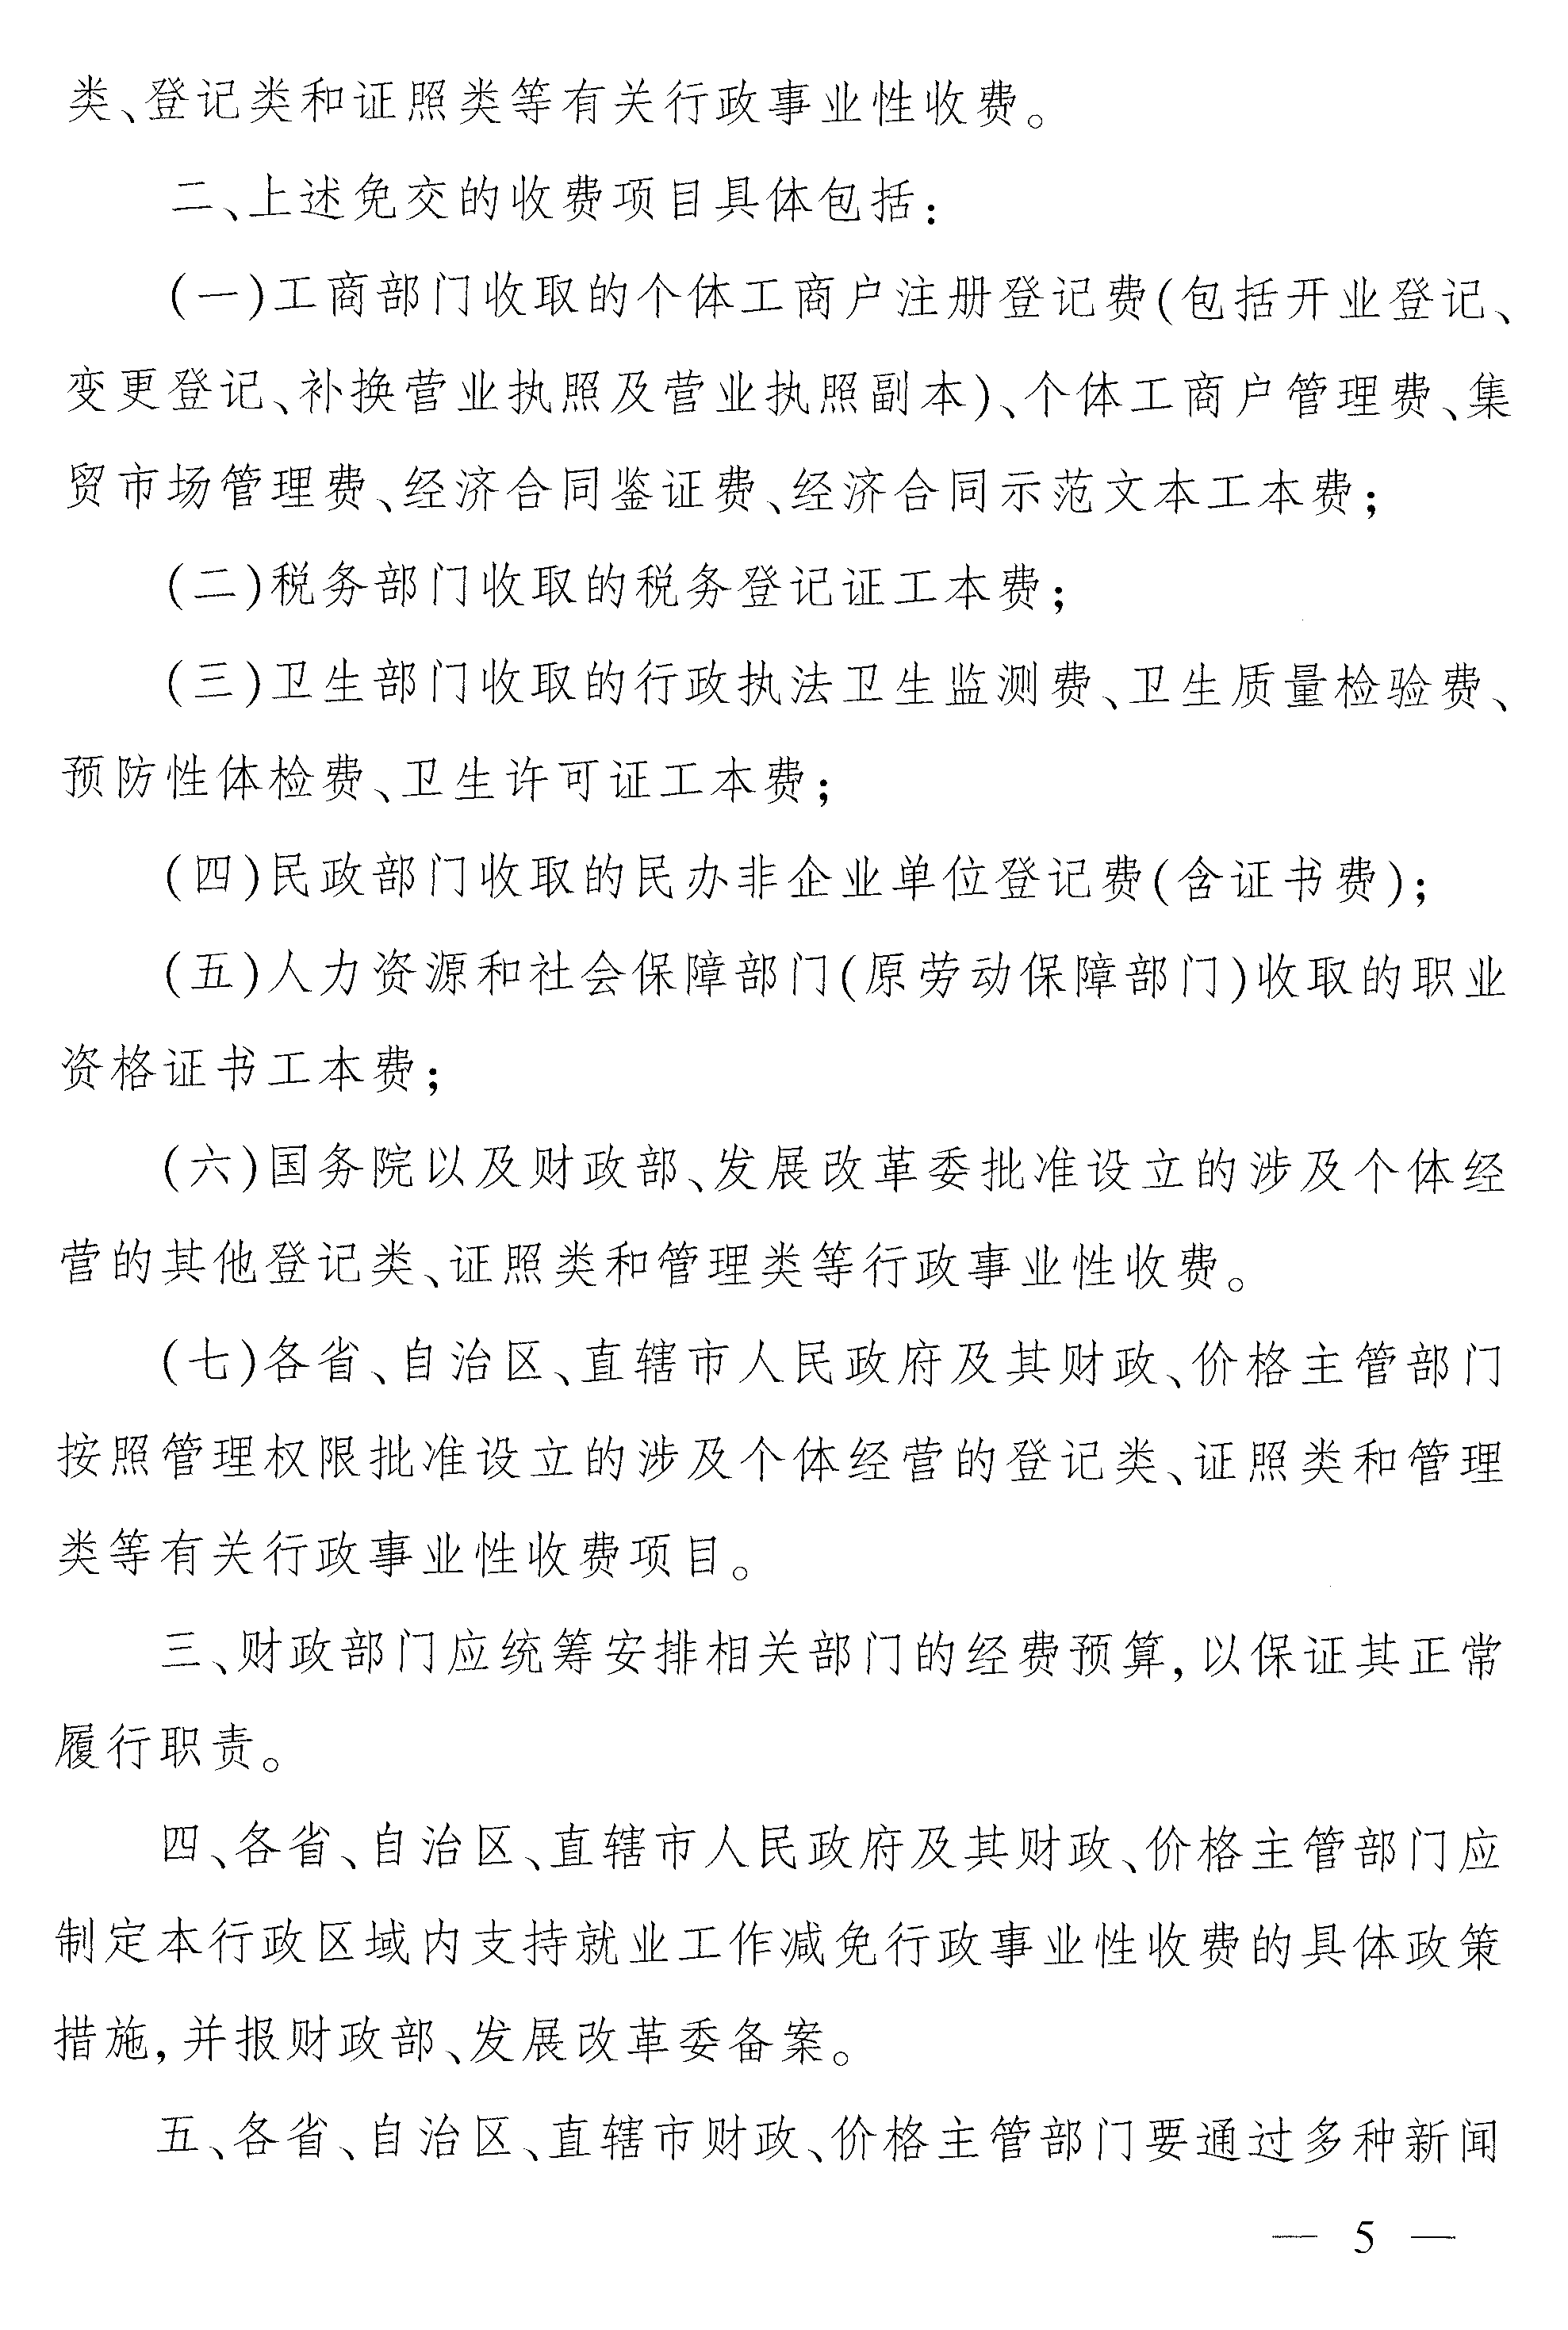 类、登记类和证照类等有关行政事业性收费。
二、上述免交的收费项目具体包括：
(一)工商部门收取的个体工商户注册登记费(包括开业登记、
变更登记、补换营业执照及营业执照副本)、个体工商户管理费、集
贸市场管理费、经济合同鉴证费、经济合同示范文本工本费；
(二)税务部门收取的税务登记证工本费；
(三)卫生部门收取的行政执法卫生监测费、卫生质量检验费、
预防性体检费、卫生许可证工本费；
(四)民政部门收取的民办非企业单位登记费(含证书费)；
(五)人力资源和社会保障部门(原劳动保障部门)收取的职业
资格证书工本费；
(六)国务院以及财政部、发展改革委批准设立的涉及个体经
营的其他登记类、证照类和管理类等行政事业性收费。
(七)各省、自治区、直辖市人民政府及其财政、价格主管部门
按照管理权限批准设立的涉及个体经营的登记类、证照类和管理
类等有关行政事业性收费项目。
三、财政部门应统筹安排相关部门的经费预算，以保证其正常
履行职责。
四、各省、自治区、直辖市人民政府及其财政、价格主管部门应
制定本行政区域内支持就业工作减免行政事业性收费的具体政策
措施，并报财政部、发展改革委备案。
五、各省、自治区、直辖市财政、价格主管部门要通过多种新闻
— 5 —